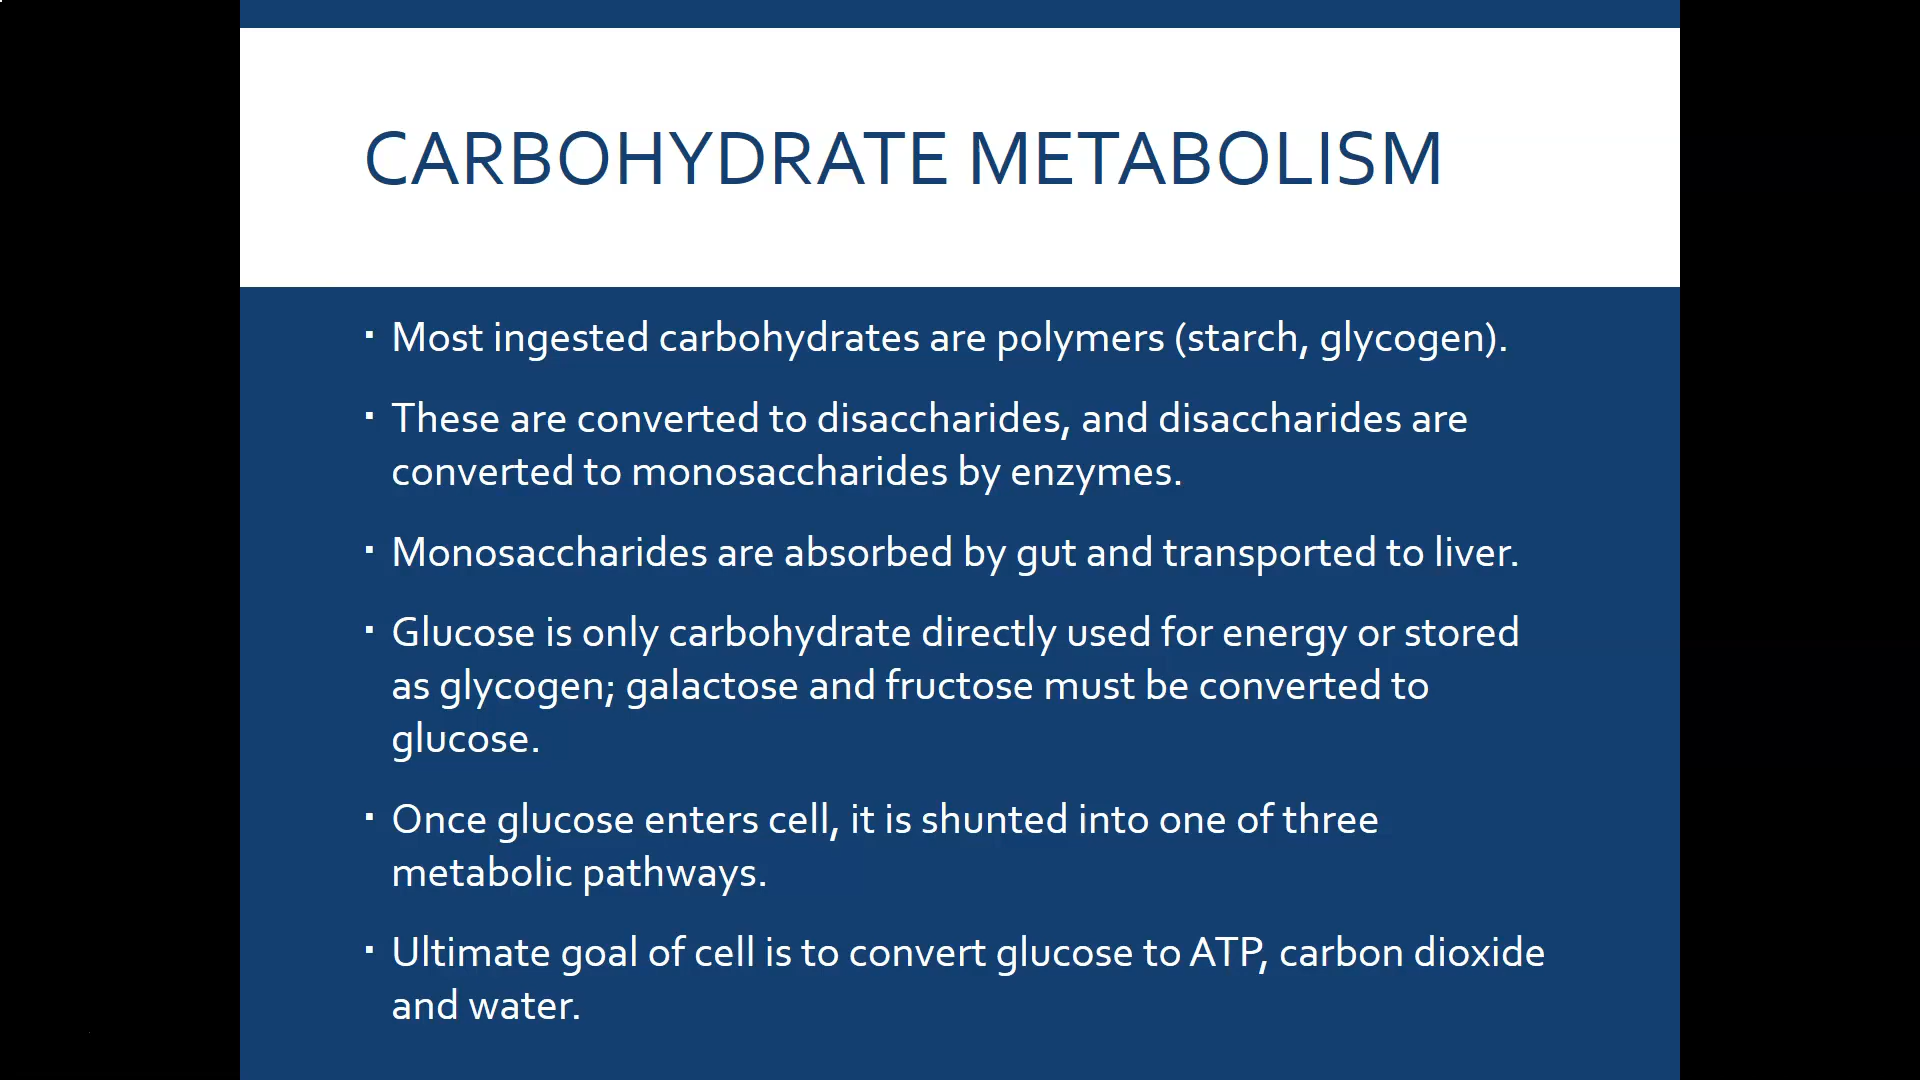 CARBOHYDRATE METABOLISM
▪ Most ingested carbohydrates are polymers (starch, glycogen).
▪ These are converted to disaccharides, and disaccharides are
converted to monosaccharides by enzymes.
▪ Monosaccharides are absorbed by gut and transported to liver.
▪ Glucose is only carbohydrate directly used for energy or stored
as glycogen; galactose and fructose must be converted to
glucose.
▪ Once glucose enters cell, it is shunted into one of three
metabolic pathways.
▪ Ultimate goal of cell is to convert glucose to ATP, carbon dioxide
and water.